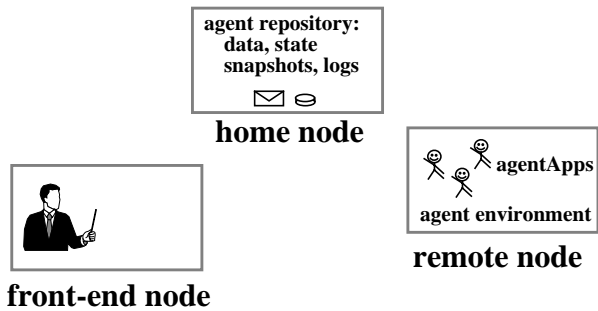 agent repository:
data, state
snapshots, logs
home node
agentApps
agent environment
remote node
front-end node